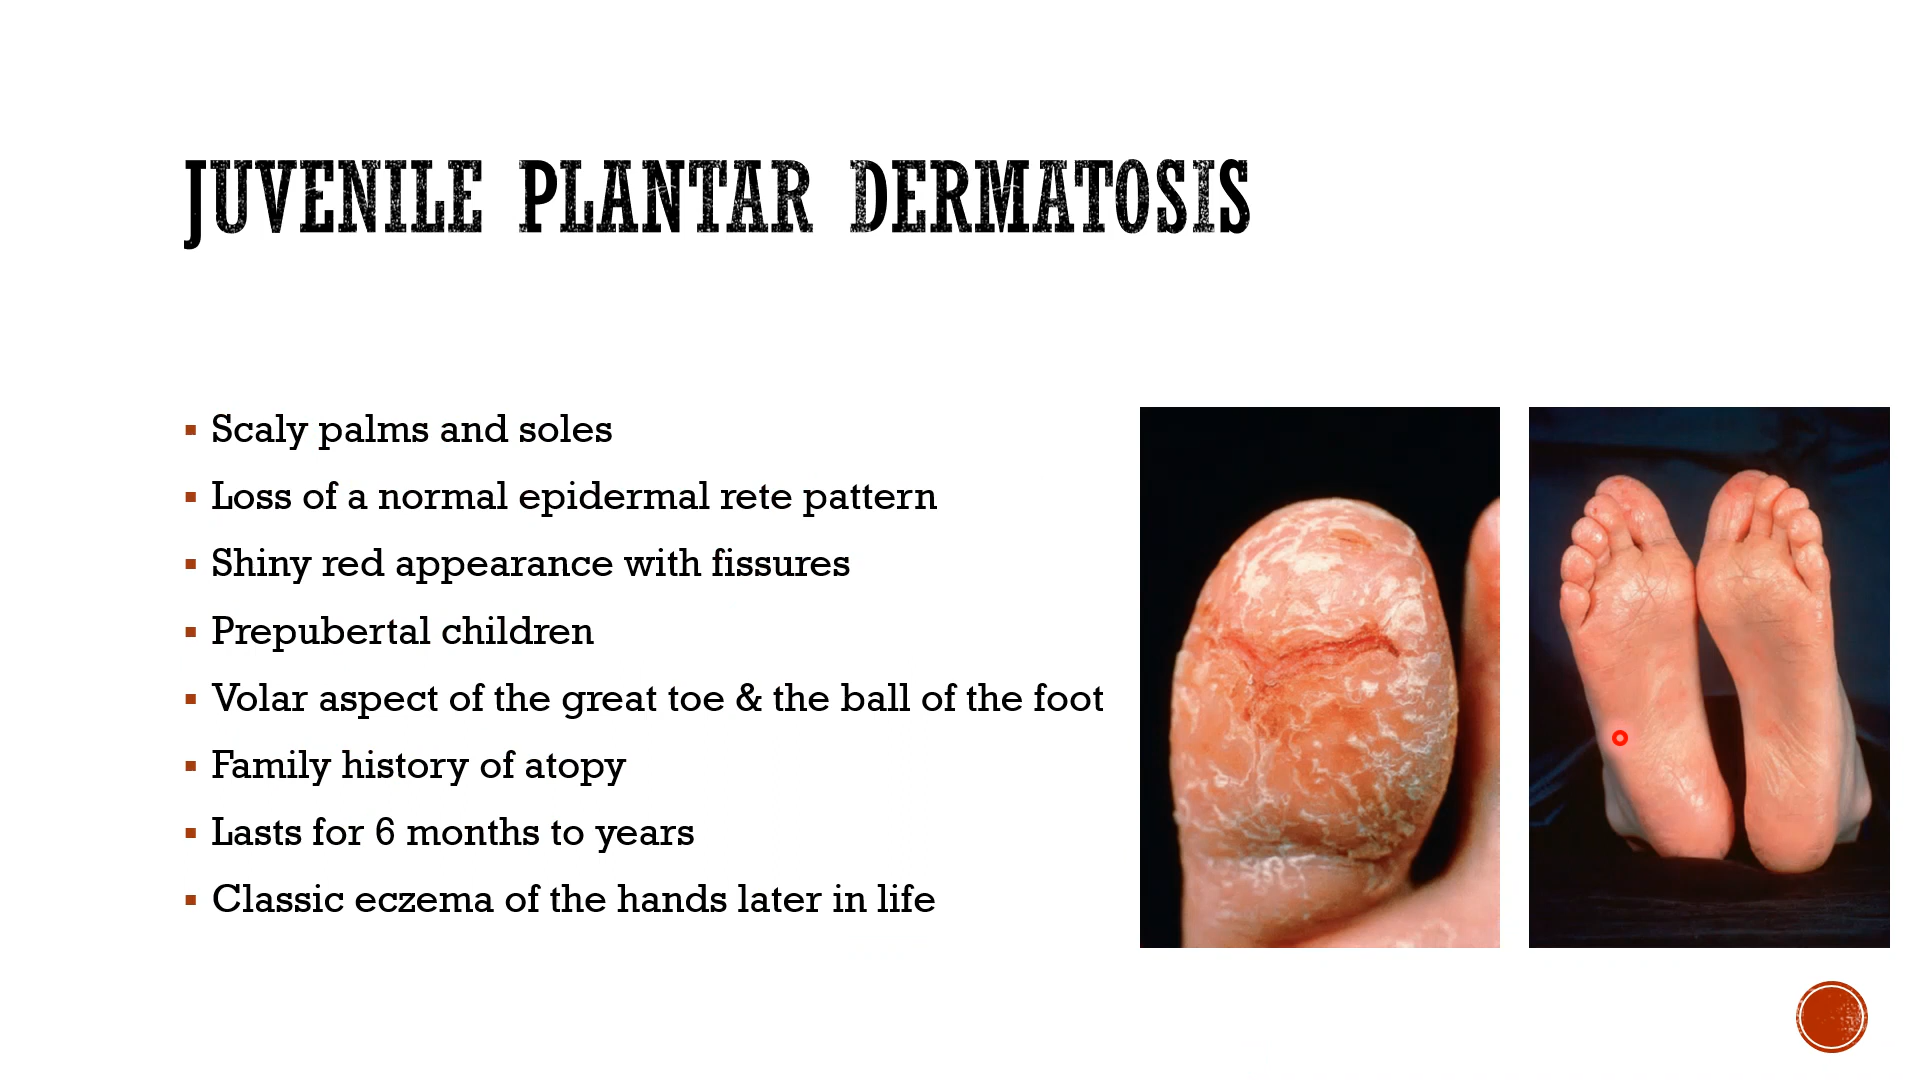 JUVENILE PLANTAR DERMATOSIS
▪ Scaly palms and soles
▪ Loss of a normal epidermal rete pattern
▪ Shiny red appearance with fissures
▪ Prepubertal children
▪ Volar aspect of the great toe & the ball of the foot
▪ Family history of atopy
▪ Lasts for 6 months to years
▪ Classic eczema of the hands later in life